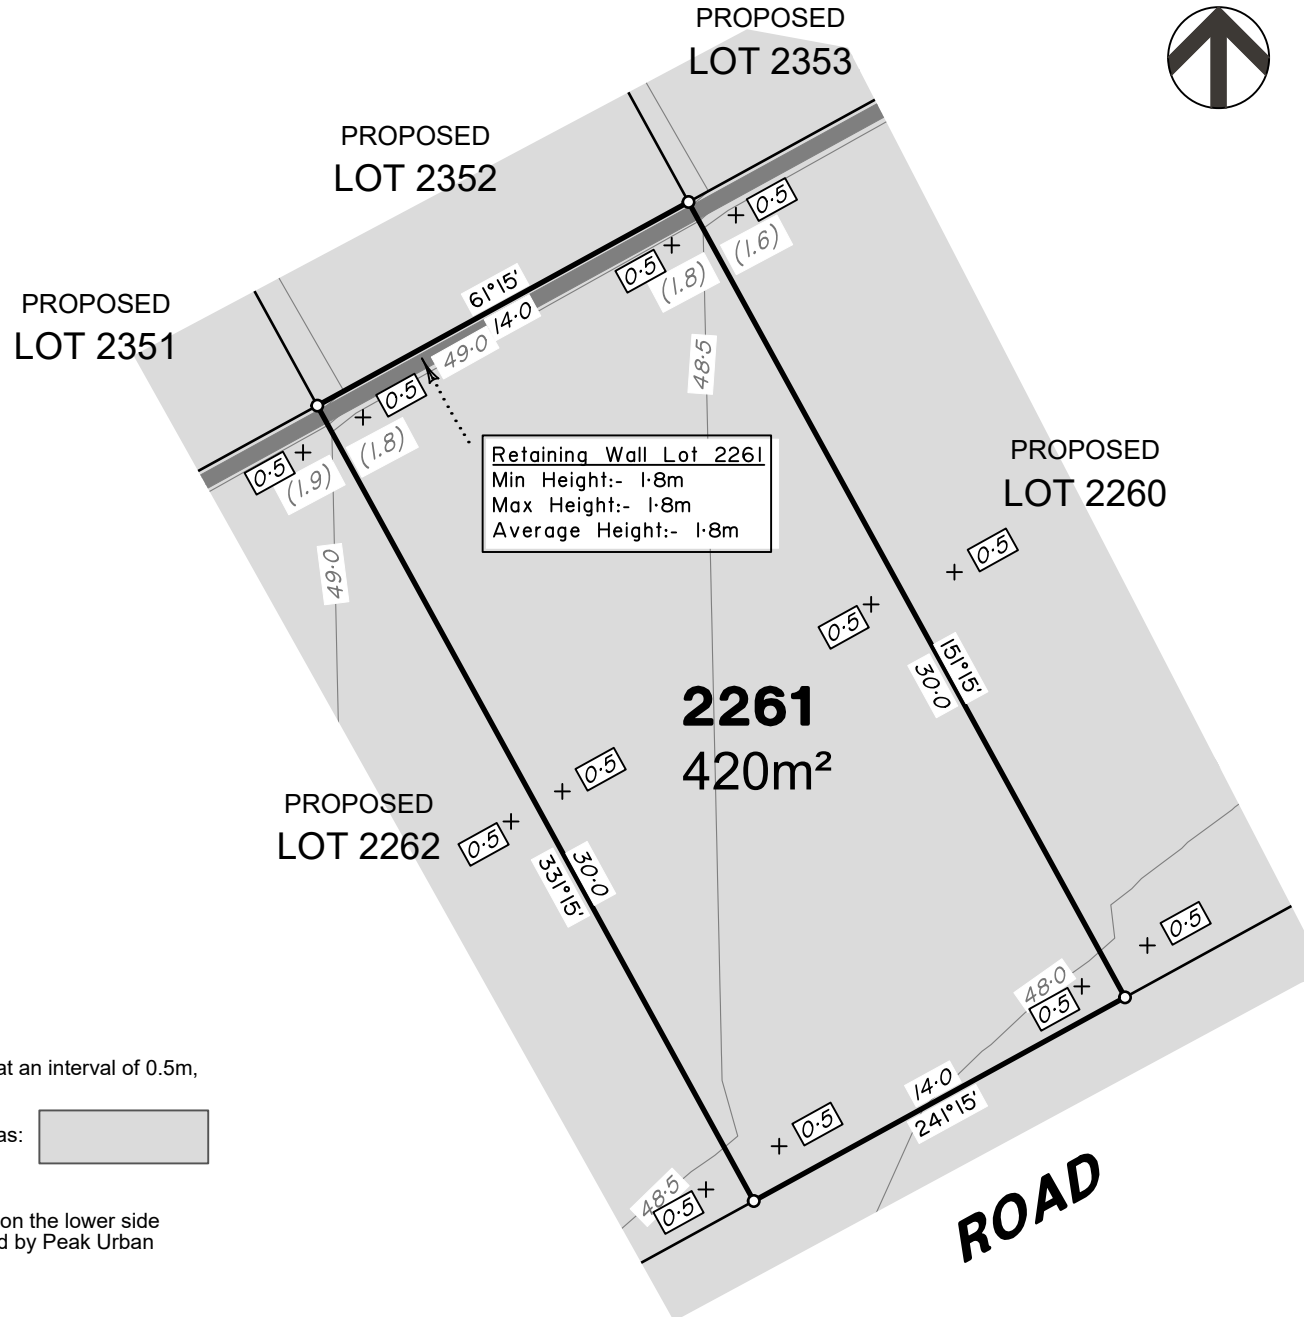 PROPOSED
LOT 2353
PROPOSED
LOT 2352
PROPOSED
LOT 2351
0·5
(1.6)
0·5
(1.8)
61°15'
14·0
49·0
48·5
0·5
(1.8)
0·5
(1.9)
Retaining Wall Lot 2261
Min Height:- 1·8m
Max Height:- 1·8m
Average Height:- 1·8m
PROPOSED
LOT 2260
0·5
49·0
0·5
151°15'
30·0
2261
420m²
0·5
PROPOSED
LOT 2262
0·5
30·0
331°15'
0·5
48·0
0·5
14·0
241°15'
0·5
48·5
0·5
ROAD
at an interval of 0.5m,
as:
on the lower side
d by Peak Urban